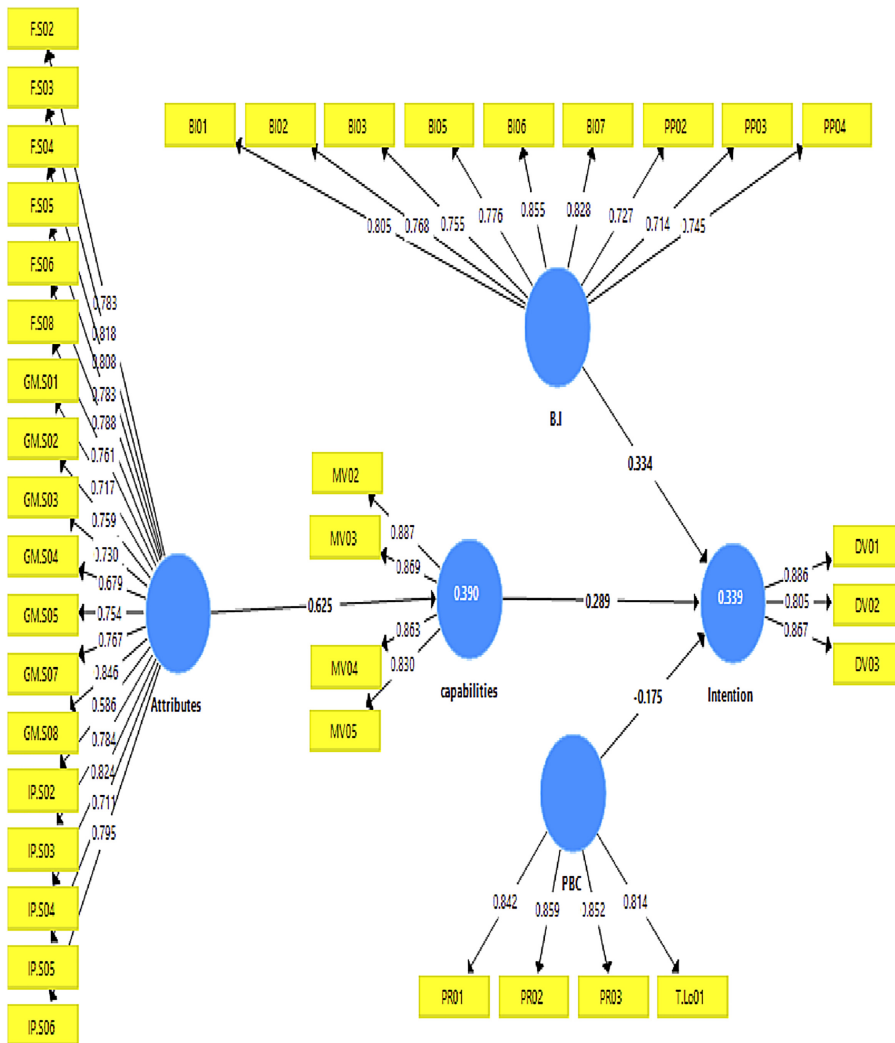 F.S02
F.S03
F.S04
F.S05
F.S06
F.S08
GM.S01
GM.S02
GM.S03
GM.S04
GM.S05
GM.S07
GM.S08
IP.S02
IP.S03
IP.S04
IP.S05
IP.S06
0.783
0.818
0.808
0.783
0.788
0.761
0.717
0.759
0.730
0.679
0.754
0.767
0.846
0.586
0.784
0.824
0.711
0.795
Attributes
0.625
BI01
BI02
BI03
BI05
BI06
BI07
PP02
PP03
PP04
0.805
0.768
0.755
0.776
0.855
0.828
0.727
0.714
0.745
B.I
0.334
MV02
MV03
MV04
MV05
0.887
0.869
0.863
0.830
0.390
capabilities
0.289
0.339
Intention
0.886
0.805
0.867
DV01
DV02
DV03
-0.175
PBC
0.842
0.859
0.852
0.814
PR01
PR02
PR03
T.Lo01